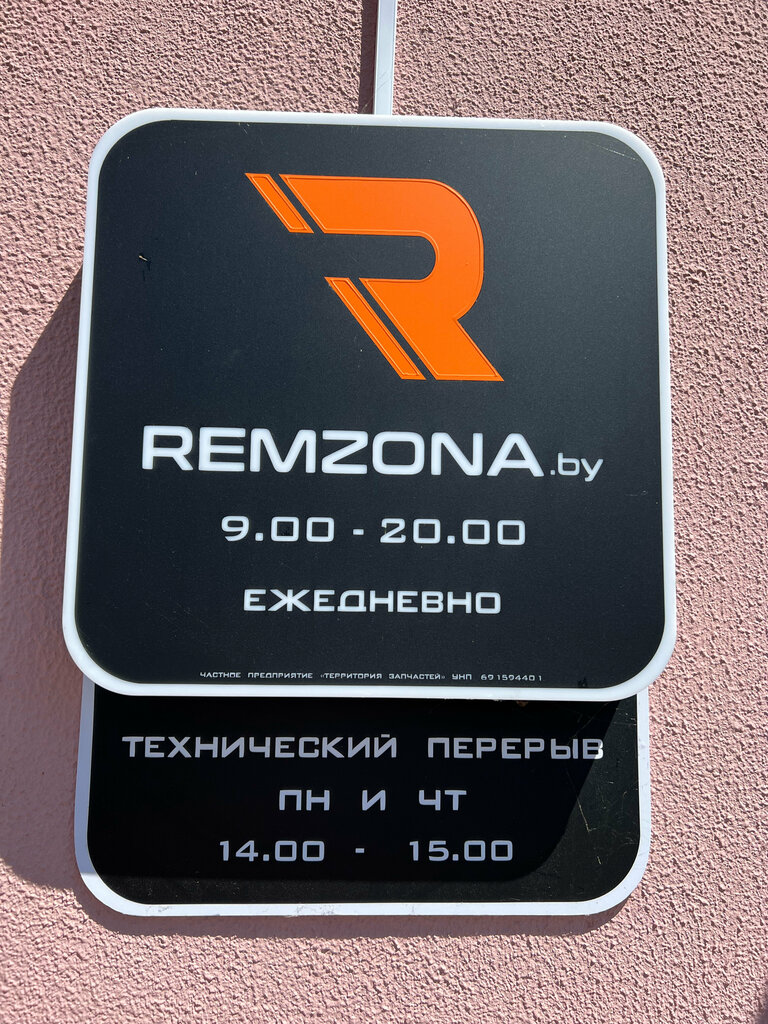 R
REMZONA.by
9.00 - 20.00
ЕЖЕДНЕВНО
ЧАСТНОЕ ПРЕДПРИЯТИЕ «ТЕРРИТОРИЯ ЗАПЧАСТЕЙ» УНП 691594401
ТЕХНИЧЕСКИЙ ПЕРЕРЫВ
ПН И ЧТ
14.00 - 15.00